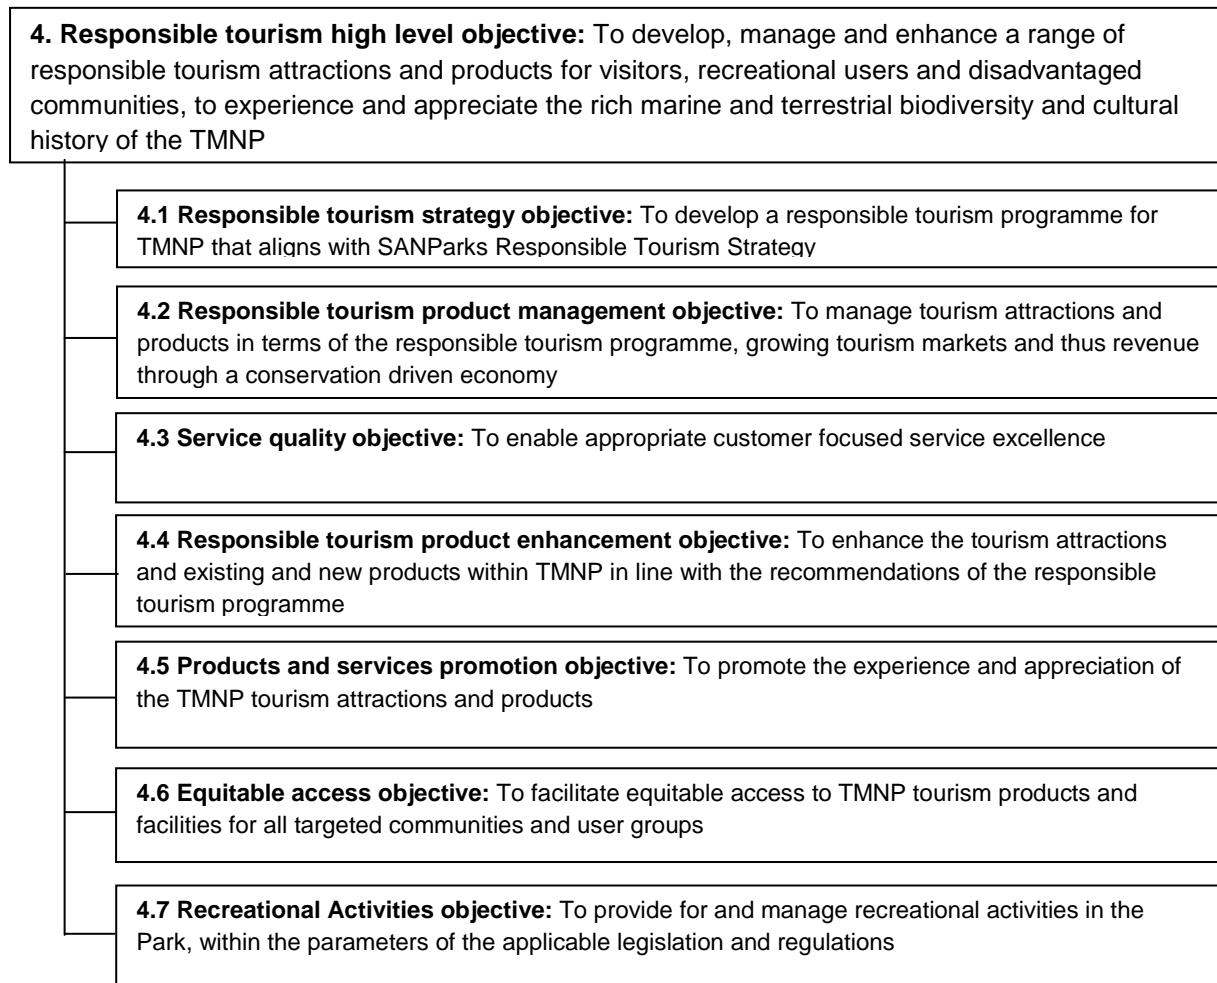 4. Responsible tourism high level objective: To develop, manage and enhance a range of
responsible tourism attractions and products for visitors, recreational users and disadvantaged
communities, to experience and appreciate the rich marine and terrestrial biodiversity and cultural
history of the TMNP
4.1 Responsible tourism strategy objective: To develop a responsible tourism programme for
TMNP that aligns with SANParks Responsible Tourism Strategy
4.2 Responsible tourism product management objective: To manage tourism attractions and
products in terms of the responsible tourism programme, growing tourism markets and thus revenue
through a conservation driven economy
4.3 Service quality objective: To enable appropriate customer focused service excellence
4.4 Responsible tourism product enhancement objective: To enhance the tourism attractions
and existing and new products within TMNP in line with the recommendations of the responsible
tourism programme
4.5 Products and services promotion objective: To promote the experience and appreciation of
the TMNP tourism attractions and products
4.6 Equitable access objective: To facilitate equitable access to TMNP tourism products and
facilities for all targeted communities and user groups
4.7 Recreational Activities objective: To provide for and manage recreational activities in the
Park, within the parameters of the applicable legislation and regulations